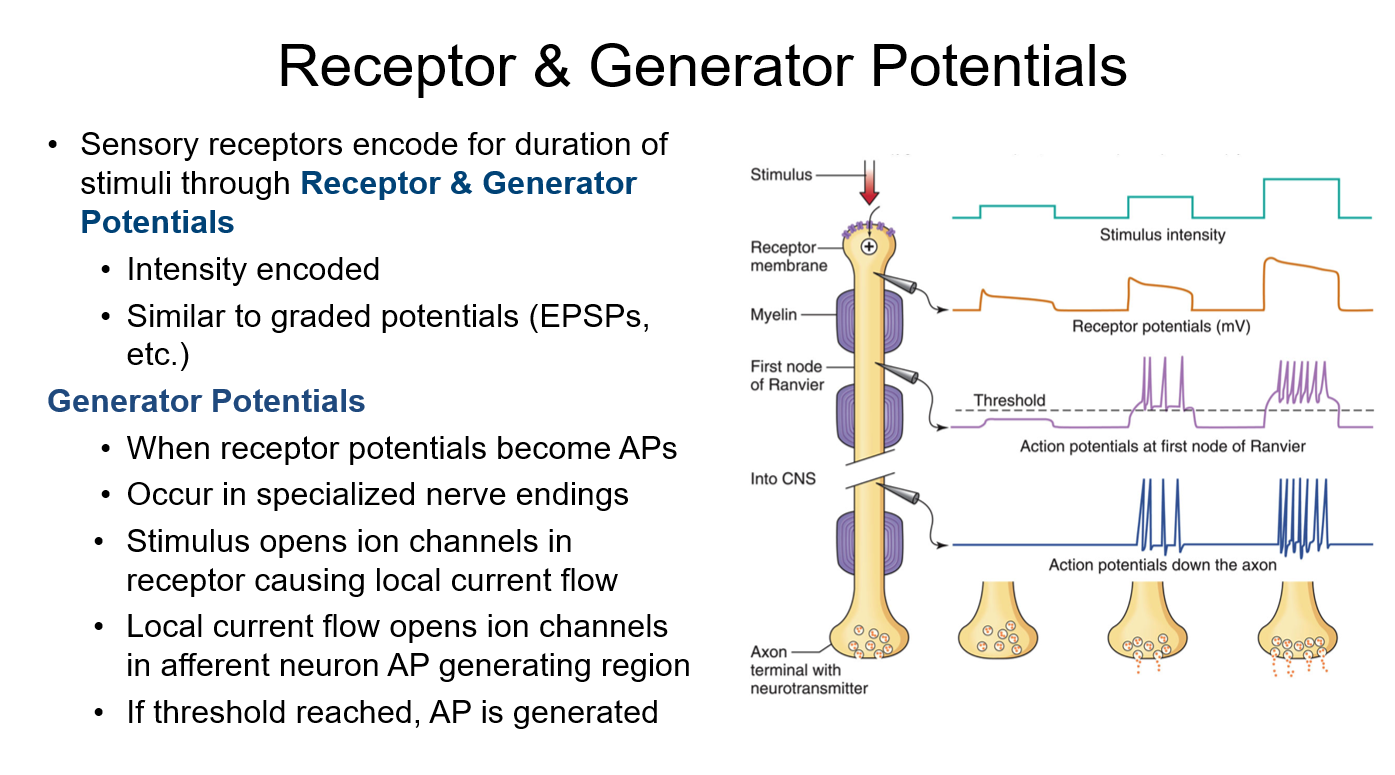 Receptor & Generator Potentials
• Sensory receptors encode for duration of
stimuli through Receptor & Generator
Potentials
• Intensity encoded
• Similar to graded potentials (EPSPs,
etc.)
Generator Potentials
• When receptor potentials become APs
• Occur in specialized nerve endings
• Stimulus opens ion channels in
receptor causing local current flow
• Local current flow opens ion channels
in afferent neuron AP generating region
• If threshold reached, AP is generated
Stimulus
Receptor
membrane
Myelin
First node
of Ranvier
Into CNS
Axon
terminal with
neurotransmitter
+
Stimulus intensity
Receptor potentials (mV)
Threshold
Action potentials at first node of Ranvier
Action potentials down the axon